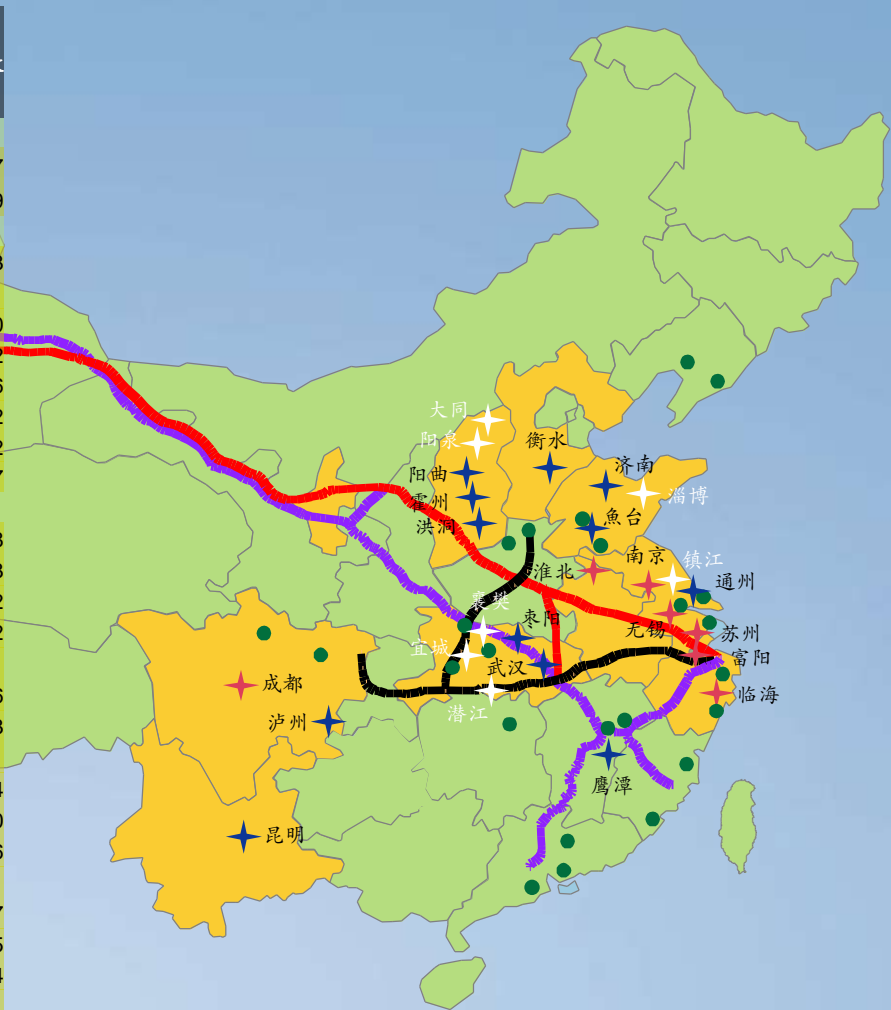 大同
阳泉
衡水
阳曲
济南
霍州
淄博
洪洞
魚台
南京
镇江
淮北
通州
襄樊
枣阳
无锡
苏州
宜城
武汉
富阳
成都
临海
潜江
泸州
鹰潭
昆明